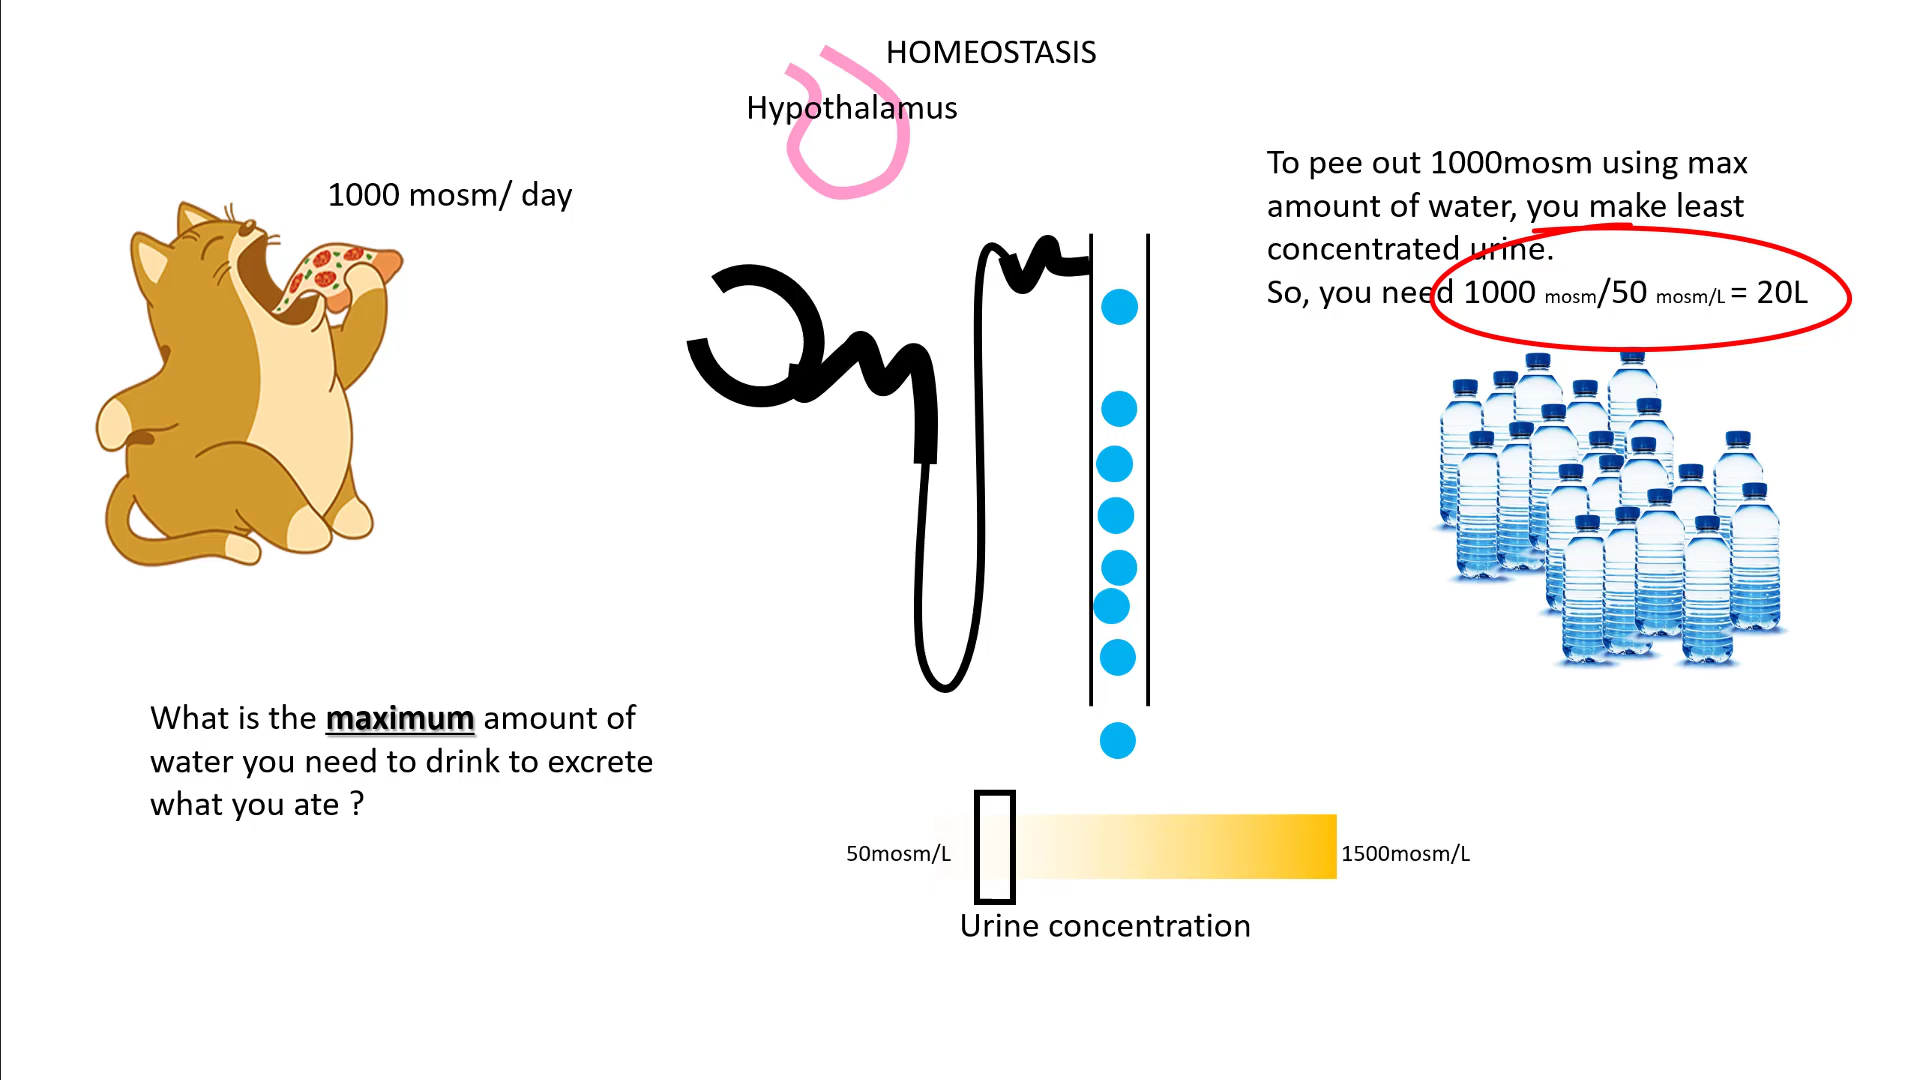 HOMEOSTASIS
Hypothalamus
1000 mosm/ day
To pee out 1000mosm using max
amount of water, you make least
concentrated urine.
So, you need 1000 mosm/50 mosm/L = 20L
What is the maximum amount of
water you need to drink to excrete
what you ate ?
50mosm/L
1500mosm/L
Urine concentration